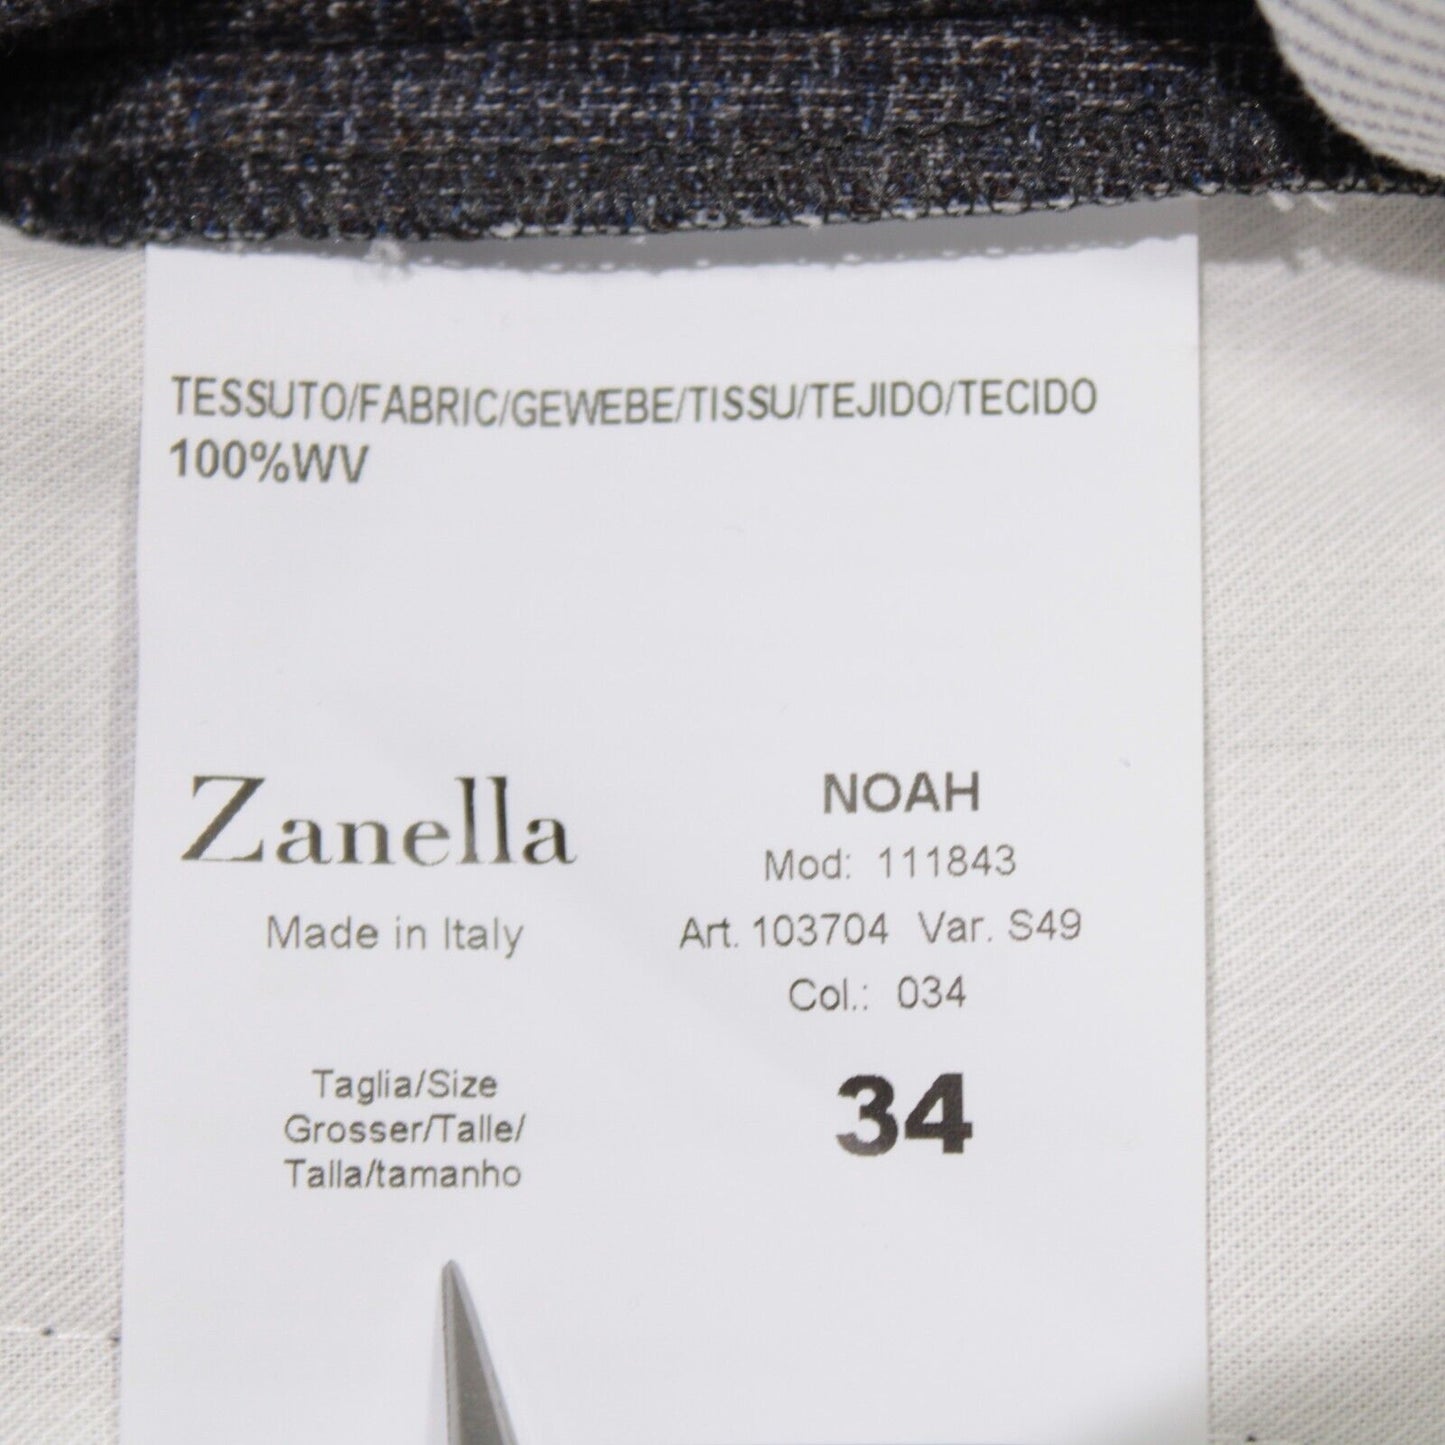 TESSUTO/FABRIC/GEWEBE/TISSU/TEJIDO/TECIDO
100%WV
Zanella
Made in Italy
NOAH
Mod: 111843
Art. 103704 Var. S49
Col.: 034
Taglia/Size
Grosser/Talle/
Talla/tamanho
34